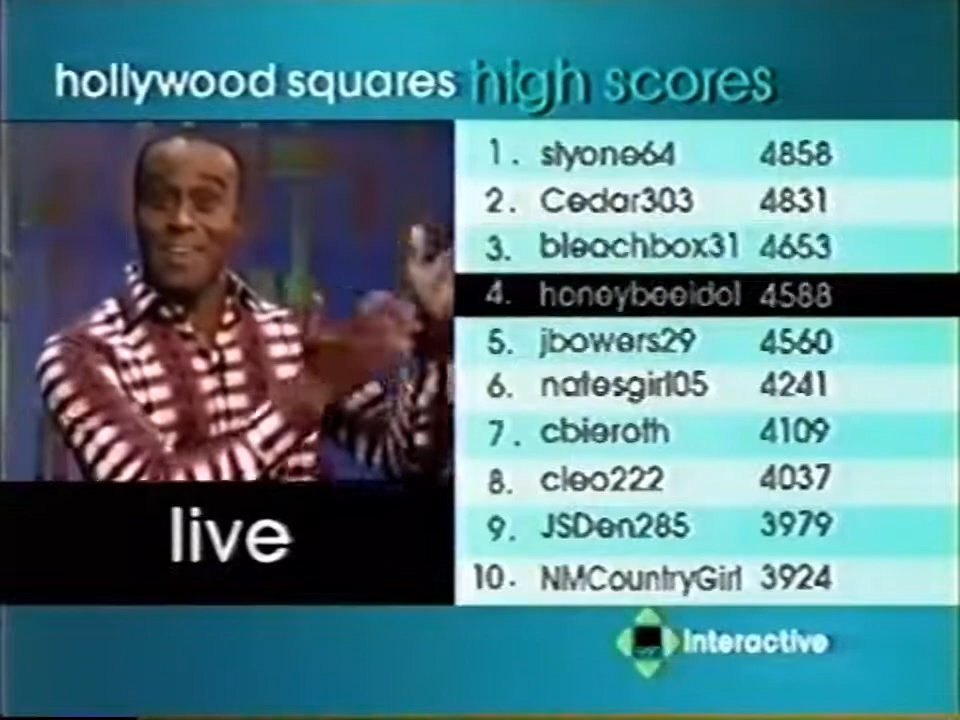 hollywood squares high scores
1. slyone64 4858
2. Cedar303 4831
3. bleachbox31 4653
4. honeybeeidol 4588
5. jbowers29 4560
6. natesgirl05 4241
7. cbieroth 4109
8. cleo222 4037
9. JSDen285 3979
10. NMCountryGirl 3924
live
Interactive